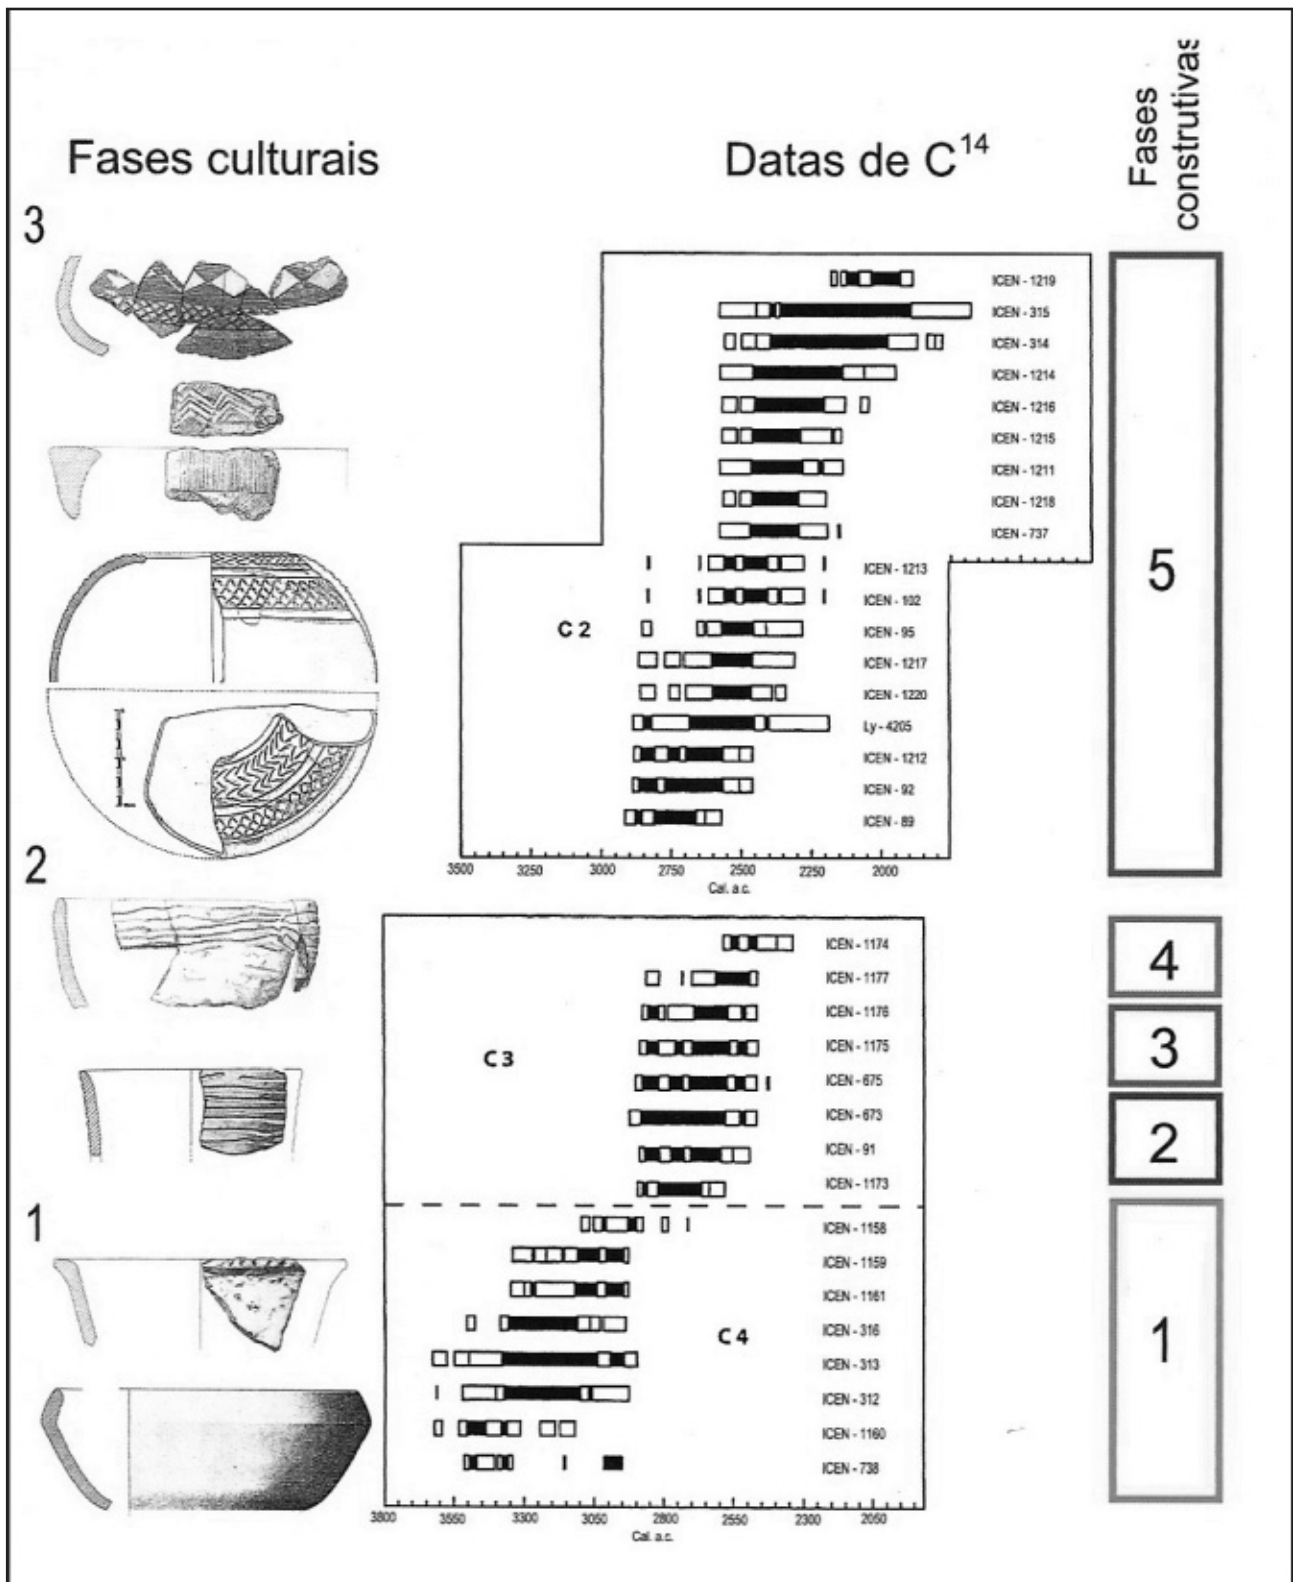 Fases culturais
Datas de C14
Fases
construtivas
3
ICEN - 1219
ICEN - 315
ICEN - 314
ICEN - 1214
ICEN - 1216
ICEN - 1215
ICEN - 1211
ICEN - 1218
ICEN - 737
ICEN - 1213
ICEN - 102
C 2
ICEN - 95
ICEN - 1217
ICEN - 1220
Ly - 4205
ICEN - 1212
ICEN - 92
ICEN - 89
3500 3250 3000 2750 2500 2250 2000
Cal. a.c.
5
2
ICEN - 1174
ICEN - 1177
ICEN - 1176
ICEN - 1175
C 3
ICEN - 675
ICEN - 673
ICEN - 91
ICEN - 1173
4
3
2
1
ICEN - 1158
ICEN - 1159
ICEN - 1161
ICEN - 316
C 4
ICEN - 313
ICEN - 312
ICEN - 1160
ICEN - 738
1
3800 3550 3300 3050 2800 2550 2300 2050
Cal. a.c.